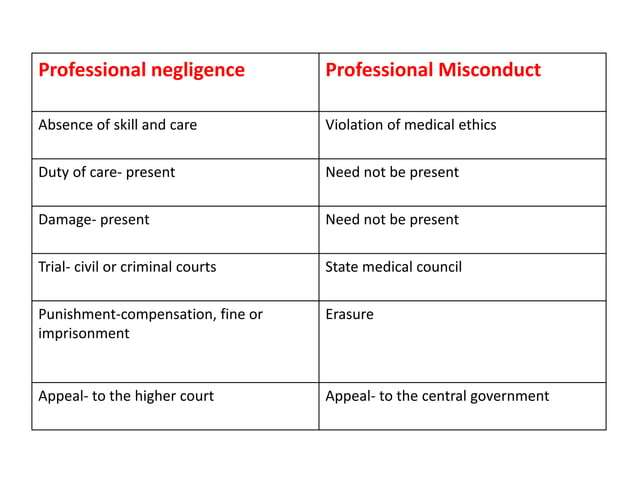 Professional negligence
Professional Misconduct
Absence of skill and care
Violation of medical ethics
Duty of care- present
Need not be present
Damage- present
Need not be present
Trial- civil or criminal courts
State medical council
Punishment-compensation, fine or
imprisonment
Erasure
Appeal- to the higher court
Appeal- to the central government